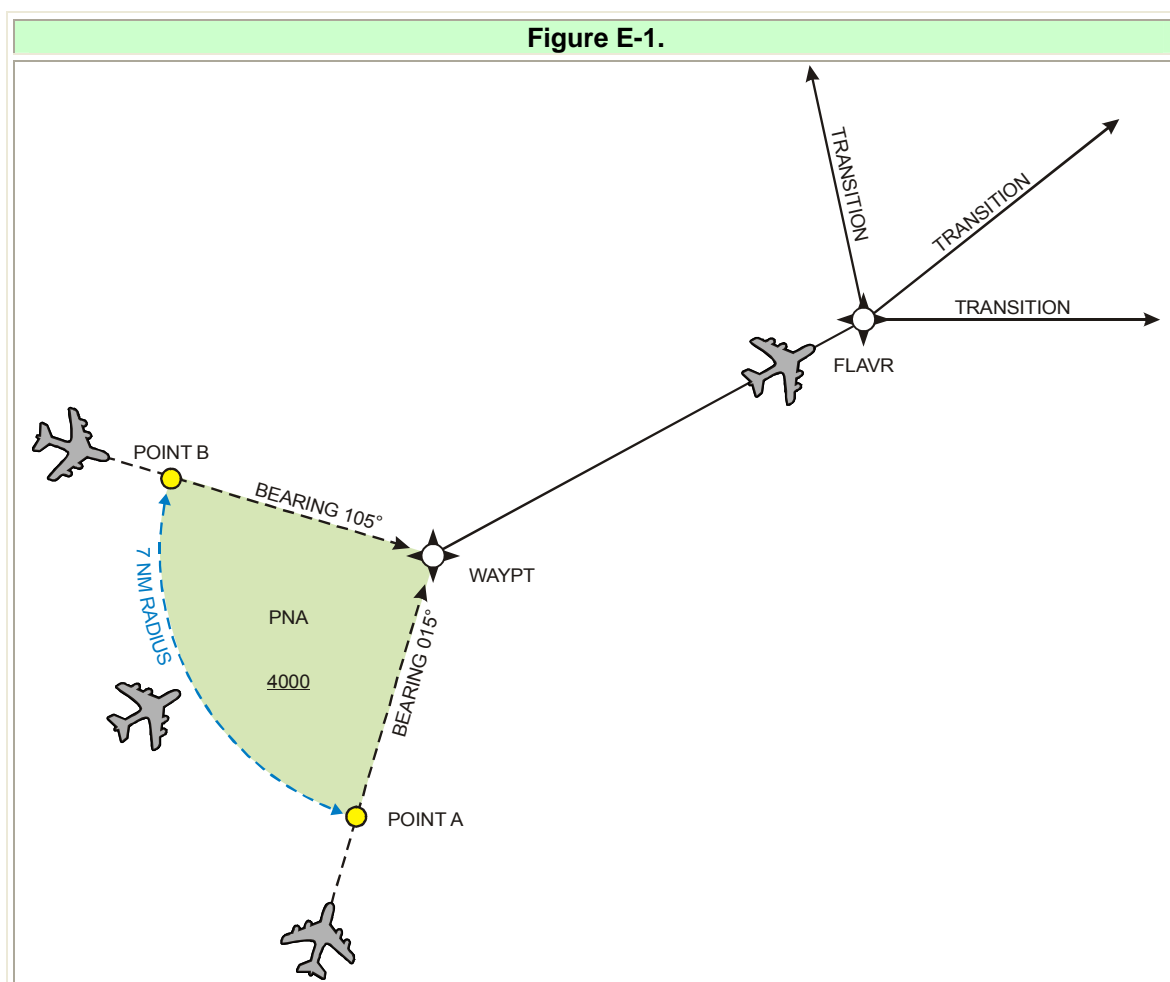 Figure E-1.
TRANSITION
TRANSITION
TRANSITION
FLAVR
POINT B
BEARING 105°
WAYPT
7 NM RADIUS
PNA
4000
BEARING 015°
POINT A